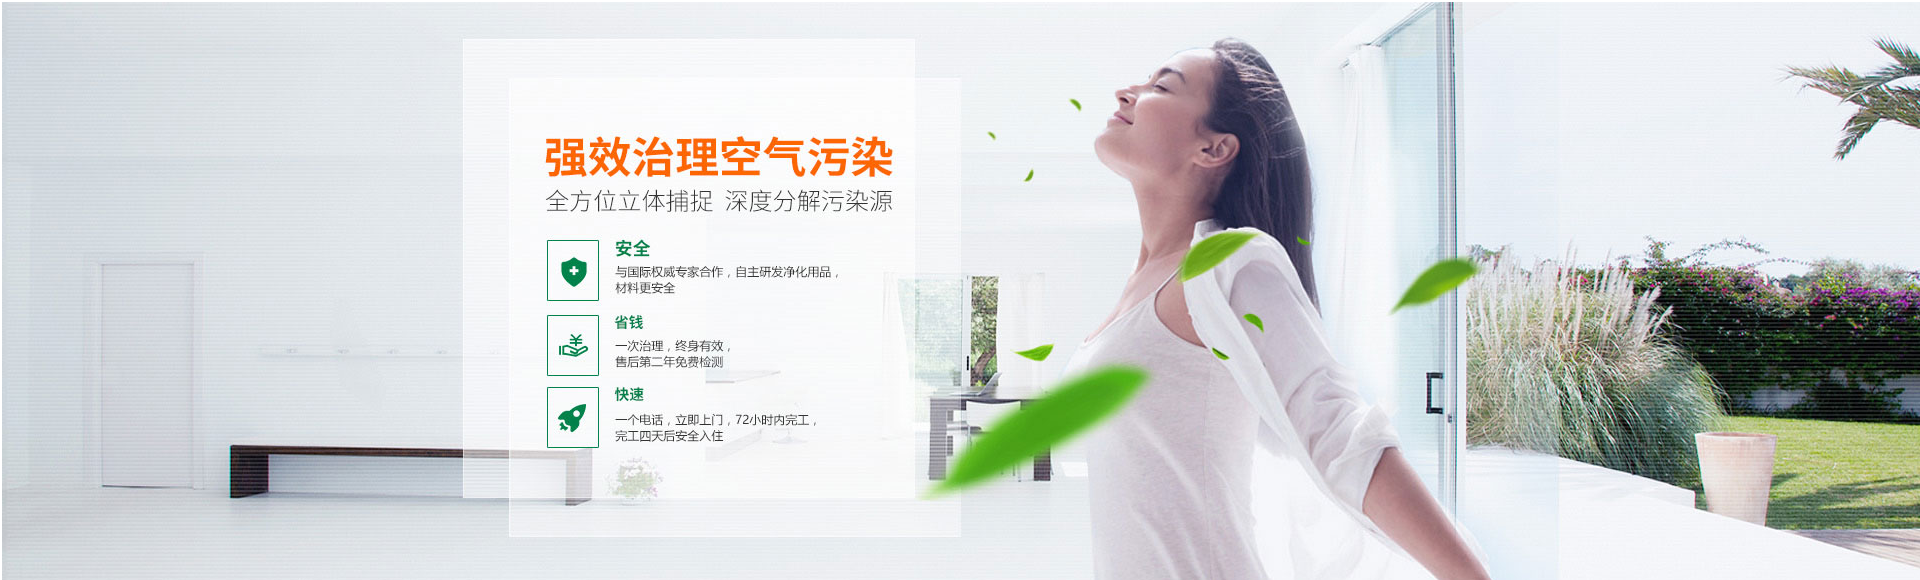 强效治理空气污染
全方位立体捕捉 深度分解污染源
安全
与国际权威专家合作，自主研发净化用品，
材料更安全
省钱
一次治理，终身有效，
售后第二年免费检测
快速
一个电话，立即上门，72小时内完工，
完工四天后安全入住